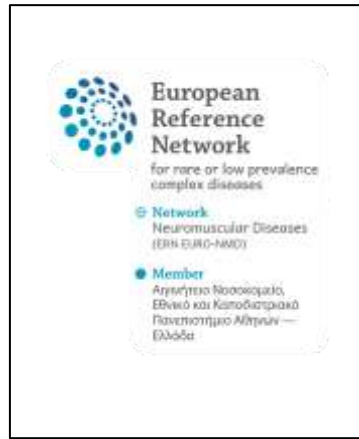 European
Reference
Network
for rare or low prevalence
complex diseases
Network
Neuromuscular Diseases
(ERN EURO-NMD)
Member
Αιγινήτειο Νοσοκομείο,
Εθνικό και Καποδιστριακό
Πανεπιστήμιο Αθηνών —
Ελλάδα